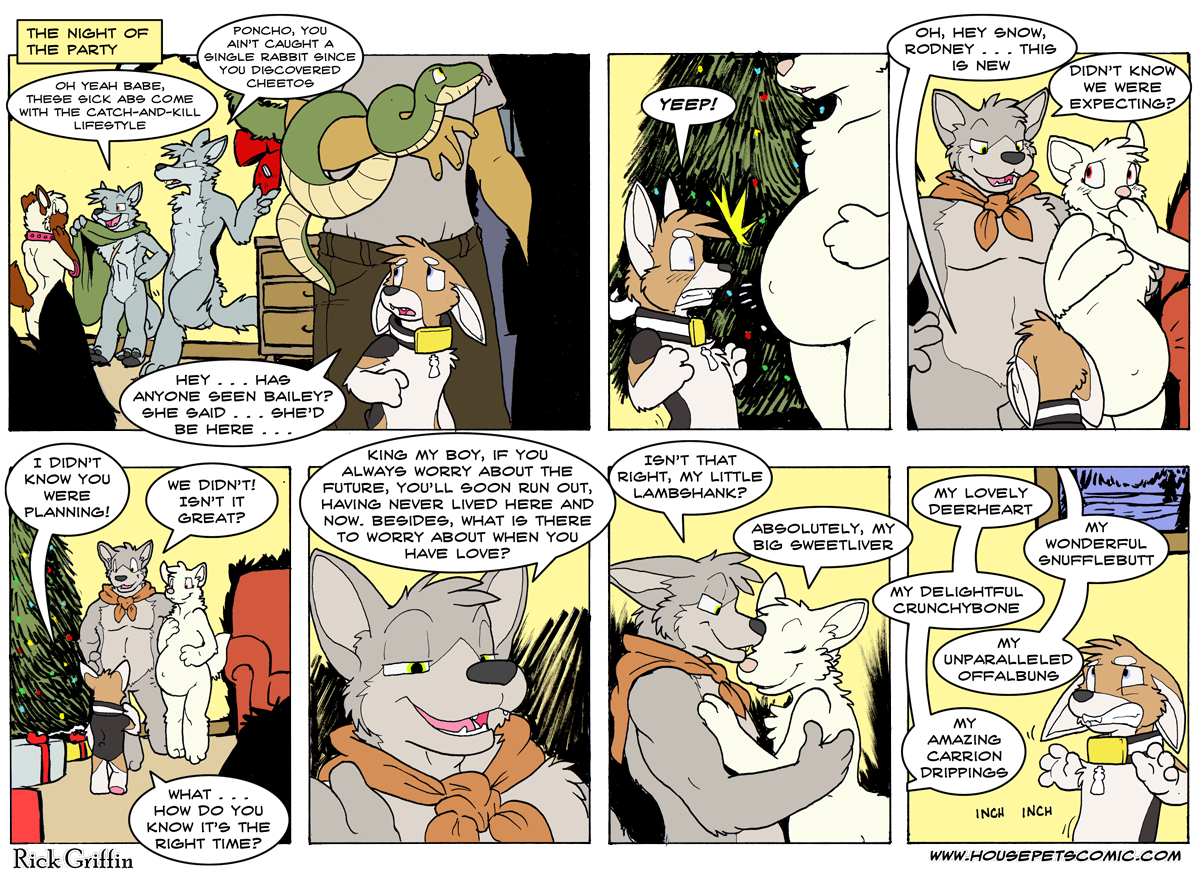 THE NIGHT OF
THE PARTY
OH YEAH BABE,
THESE SICK ABS COME
WITH THE CATCH-AND-KILL
LIFESTYLE
PONCHO, YOU
AIN'T CAUGHT A
SINGLE RABBIT SINCE
YOU DISCOVERED
CHEETOS
HEY . . . HAS
ANYONE SEEN BAILEY?
SHE SAID . . . SHE'D
BE HERE . . .
YEEP!
OH, HEY SNOW,
RODNEY . . . THIS
IS NEW
DIDN'T KNOW
WE WERE
EXPECTING?
I DIDN'T
KNOW YOU
WERE
PLANNING!
WE DIDN'T!
ISN'T IT
GREAT?
WHAT . . .
HOW DO YOU
KNOW IT'S THE
RIGHT TIME?
KING MY BOY, IF YOU
ALWAYS WORRY ABOUT THE
FUTURE, YOU'LL SOON RUN OUT,
HAVING NEVER LIVED HERE AND
NOW. BESIDES, WHAT IS THERE
TO WORRY ABOUT WHEN YOU
HAVE LOVE?
ISN'T THAT
RIGHT, MY LITTLE
LAMBSHANK?
ABSOLUTELY, MY
BIG SWEETLIVER
MY LOVELY
DEERHEART
MY
WONDERFUL
SNUFFLEBUTT
MY DELIGHTFUL
CRUNCHYBONE
MY
UNPARALLELED
OFFALBUNS
MY
AMAZING
CARRION
DRIPPINGS
INCH INCH
Rick Griffin
WWW.HOUSEPETSCOMIC.COM